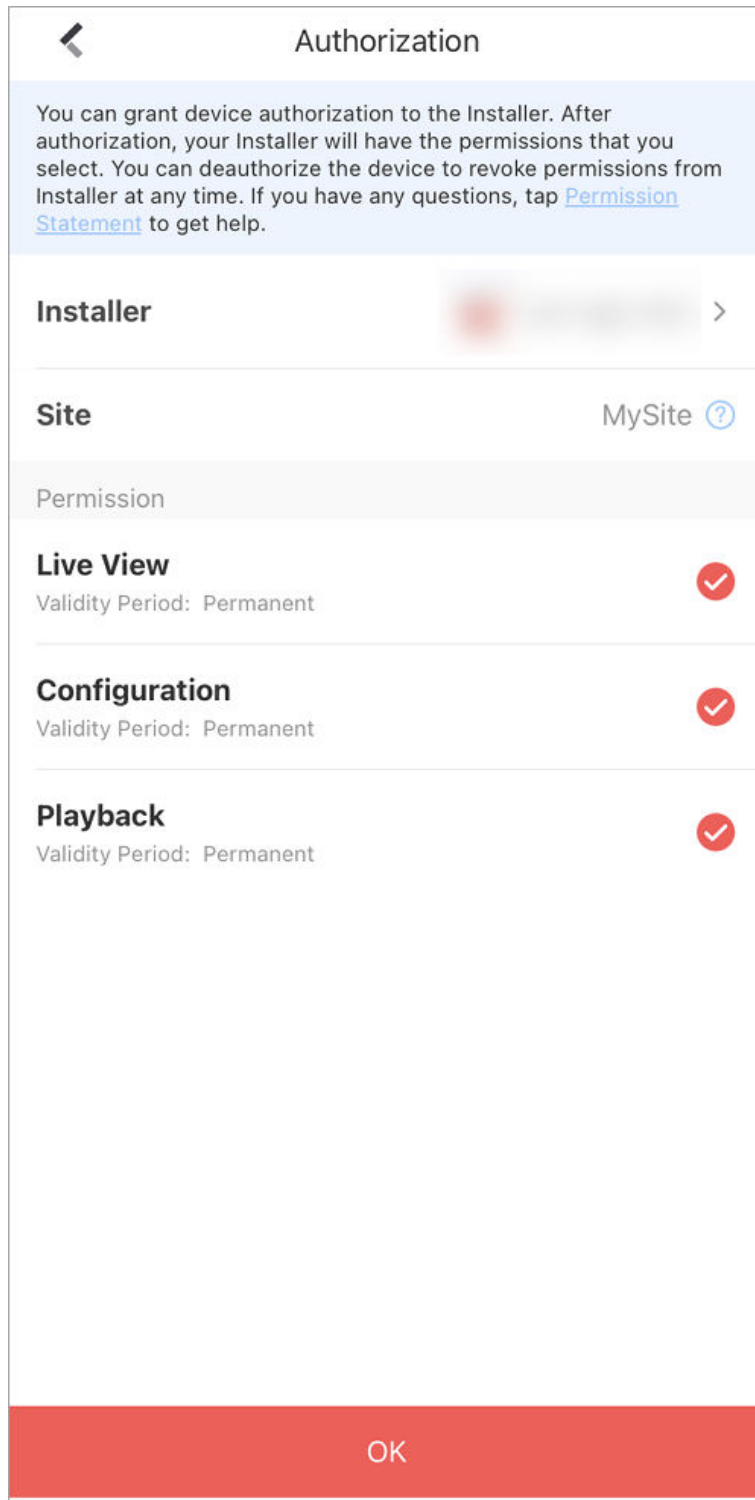 Authorization
You can grant device authorization to the Installer. After
authorization, your Installer will have the permissions that you
select. You can deauthorize the device to revoke permissions from
Installer at any time. If you have any questions, tap Permission
Statement to get help.
Installer
Site MySite
Permission
Live View
Validity Period: Permanent
Configuration
Validity Period: Permanent
Playback
Validity Period: Permanent
OK